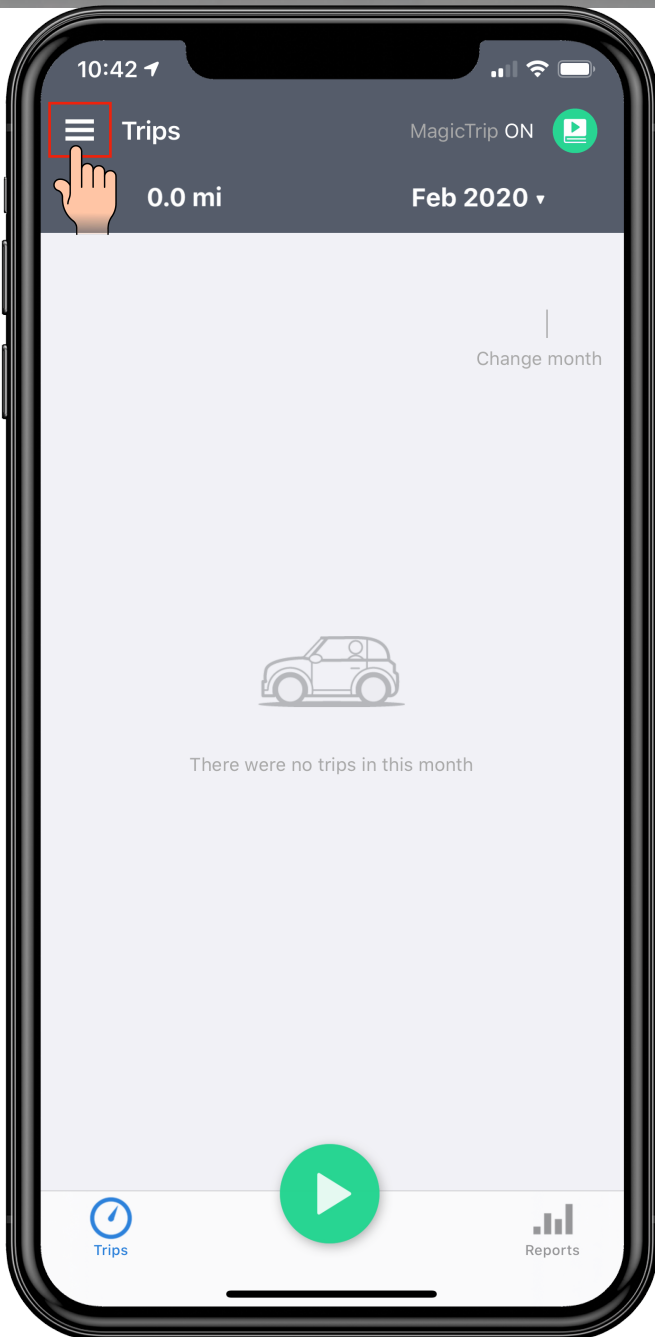 10:42
Trips
MagicTrip ON
0.0 mi
Feb 2020 ▾
Change month
There were no trips in this month
Trips
Reports